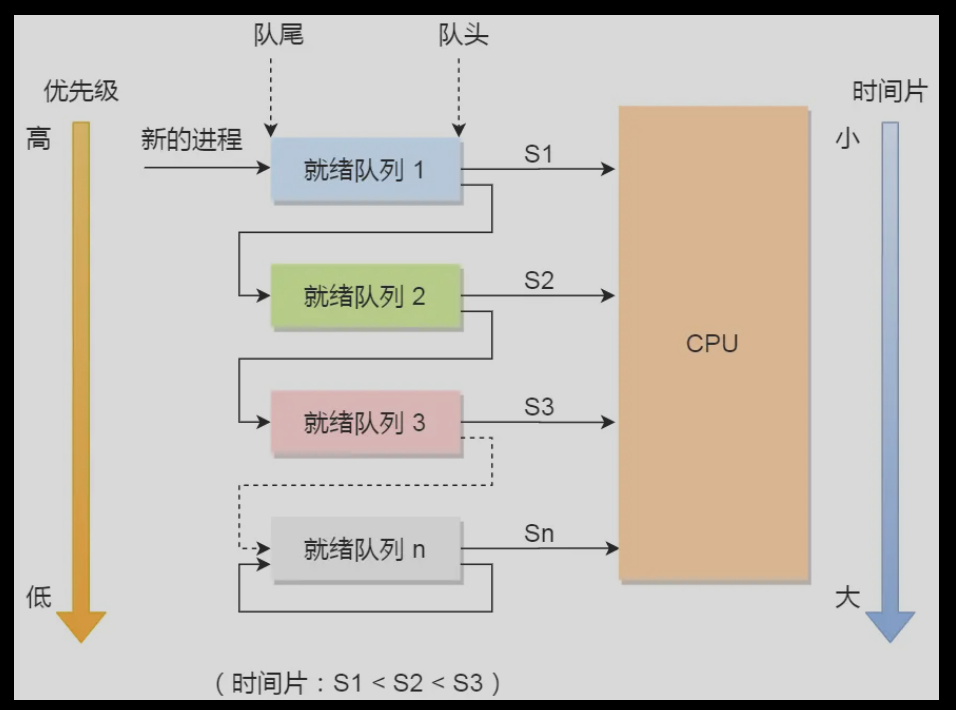 队尾
队头
优先级
时间片
高
新的进程
小
就绪队列 1
S1
就绪队列 2
S2
CPU
就绪队列 3
S3
就绪队列 n
Sn
低
大
（时间片：S1 < S2 < S3 ）